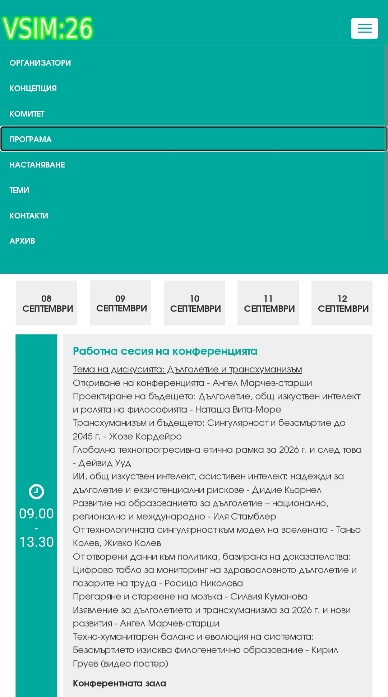 VSIM:26
ОРГАНИЗАТОРИ
КОНЦЕПЦИЯ
КОМИТЕТ
ПРОГРАМА
НАСТАНЯВАНЕ
ТЕМИ
КОНТАКТИ
АРХИВ
08 СЕПТЕМВРИ
09 СЕПТЕМВРИ
10 СЕПТЕМВРИ
11 СЕПТЕМВРИ
12 СЕПТЕМВРИ
09.00
-
13.30
Работна сесия на конференцията
Тема на дискусията: Дълголетие и трансхуманизъм
Откриване на конференцията - Ангел Марчев-старши
Проектиране на бъдещето: Дълголетие, общ изкуствен интелект
и ролята на философията - Наташа Вита-Море
Трансхуманизъм и бъдещето: Сингулярност и безсмъртие до
2045 г. - Жозе Кордейро
Глобална технопрогресивна етична рамка за 2026 г. и след това
- Дейвид Ууд
ИИ, общ изкуствен интелект, асистивен интелект: надежди за
дълголетие и екзистенциални рискове - Дидие Кьорнел
Развитие на образованието за дълголетие – национално,
регионално и международно - Иля Стамблер
От технологичната сингулярност към модел на вселената - Таньо
Колев, Живко Колев
От отворени данни към политика, базирана на доказателства:
Цифрово табло за мониторинг на здравословното дълголетие и
пазарите на труда - Росица Николова
Прегаряне и стареене на мозъка - Силвия Куманова
Изявление за дълголетието и трансхуманизма за 2026 г. и нови
развития - Ангел Марчев-старши
Техно-хуманитарен баланс и еволюция на системата:
Безсмъртието изисква филогенетично образование - Кирил
Груев (видео постер)
Конферентната зала